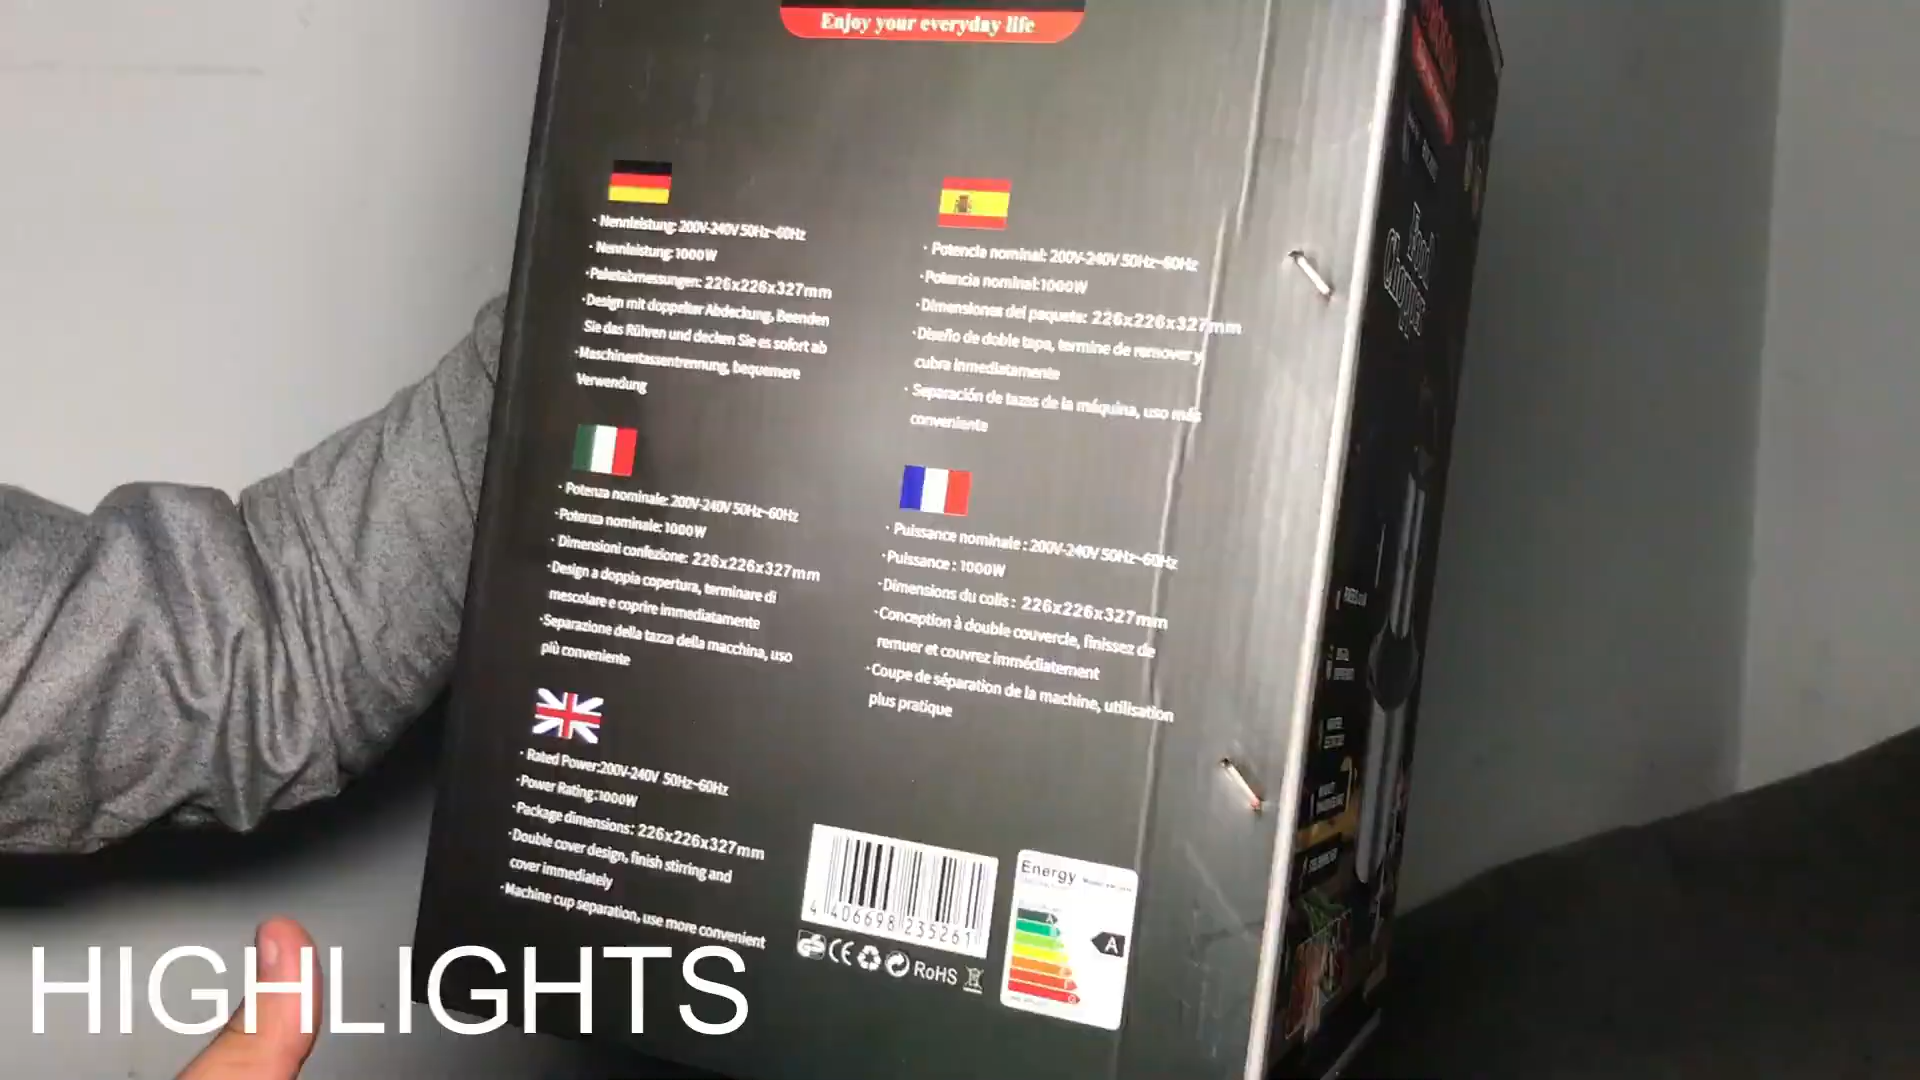 Enjoy your everyday life
· Nennleistung: 200V-240V 50Hz~60Hz
· Nennleistung: 1000W
·Paketabmessungen: 226x226x327mm
·Design mit doppelter Abdeckung, Beenden
Sie das Rühren und decken Sie es sofort ab
·Maschinentassentrennung, bequemere
Verwendung
· Potencia nominal: 200V-240V 50Hz~60Hz
·Potencia nominal:1000W
·Dimensiones del paquete: 226x226x327mm
·Diseño de doble tapa, termine de remover y
cubra inmediatamente
· Separación de tazas de la máquina, uso más
conveniente
· Potenza nominale: 200V-240V 50Hz~60Hz
·Potenza nominale: 1000W
· Dimensioni confezione: 226x226x327mm
·Design a doppia copertura, terminare di
mescolare e coprire immediatamente
·Separazione della tazza della macchina, uso
più conveniente
· Puissance nominale : 200V-240V 50Hz~60Hz
·Puissance : 1000W
·Dimensions du colis : 226x226x327mm
·Conception à double couvercle, finissez de
remuer et couvrez immédiatement
·Coupe de séparation de la machine, utilisation
plus pratique
· Rated Power:200V-240V 50Hz~60Hz
·Power Rating:1000W
·Package dimensions: 226x226x327mm
·Double cover design, finish stirring and
cover immediately
·Machine cup separation, use more convenient
4 406698 235261
CE RoHS
Energy
A
Food
Chopper
HIGHLIGHTS